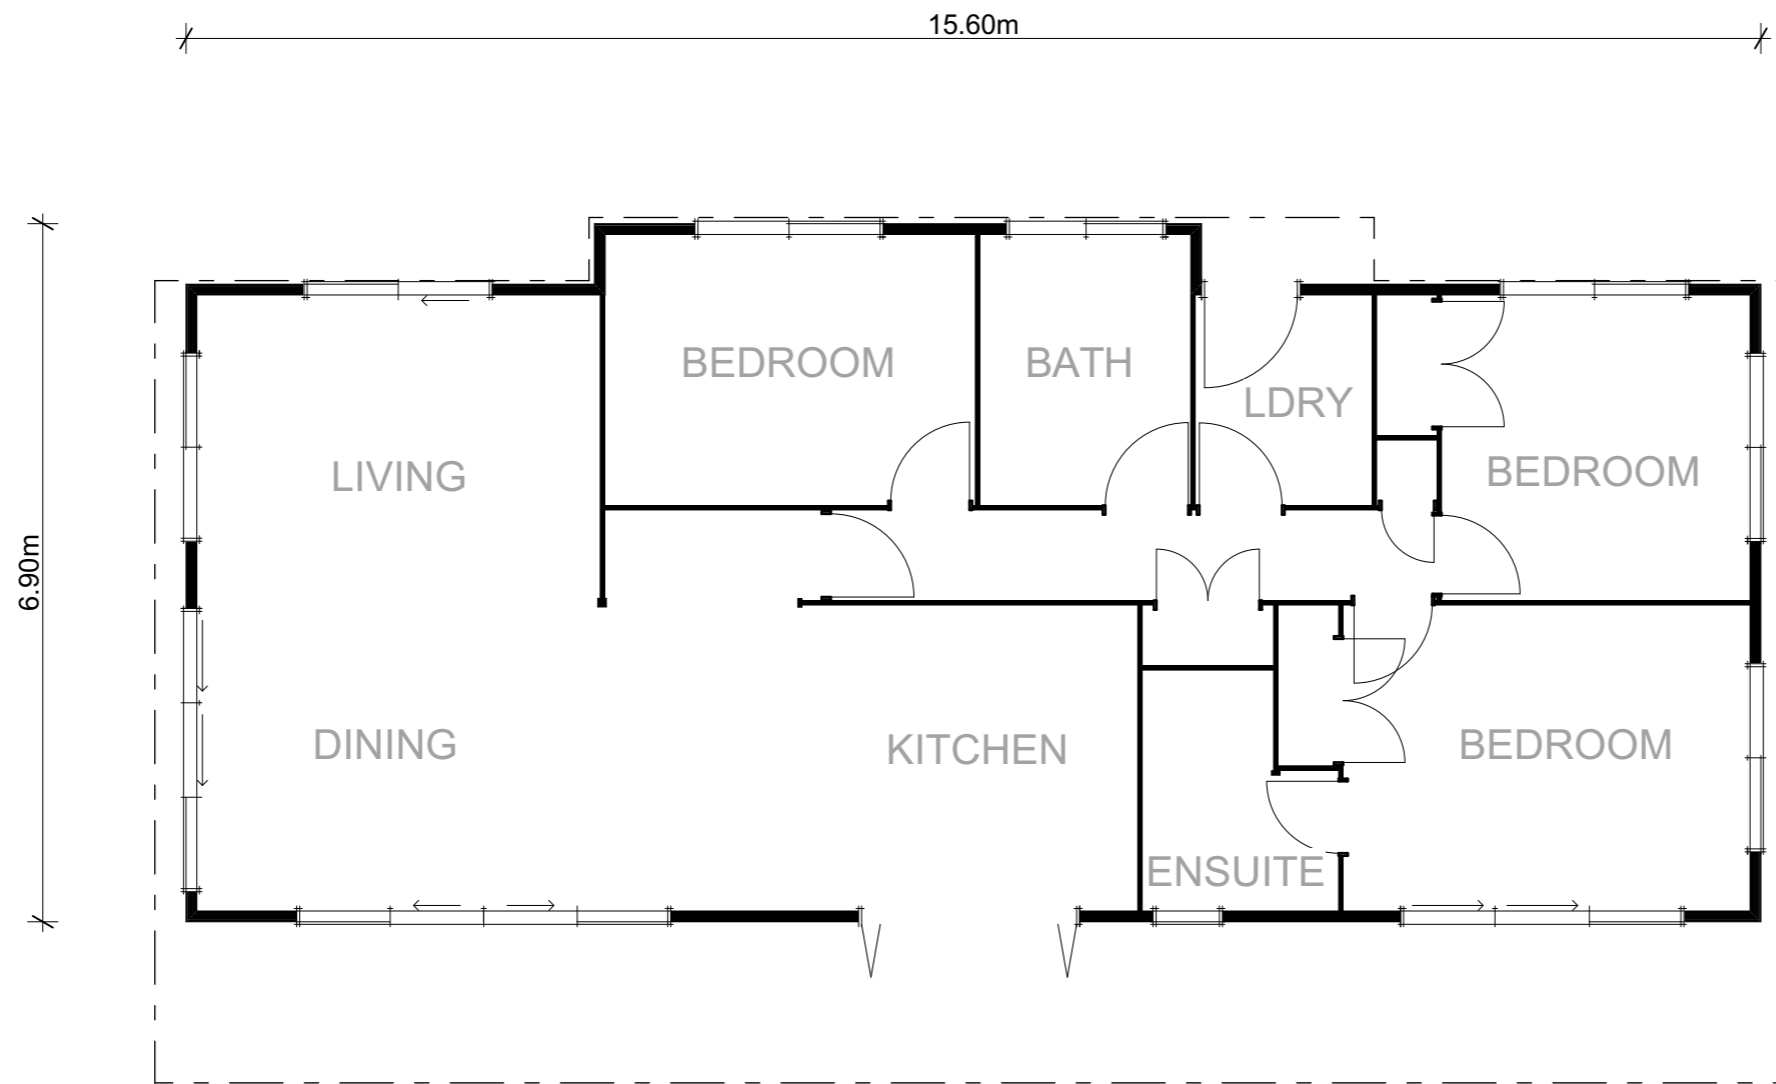 15.60m
6.90m
BEDROOM
BATH
LDRY
LIVING
BEDROOM
DINING
KITCHEN
BEDROOM
ENSUITE